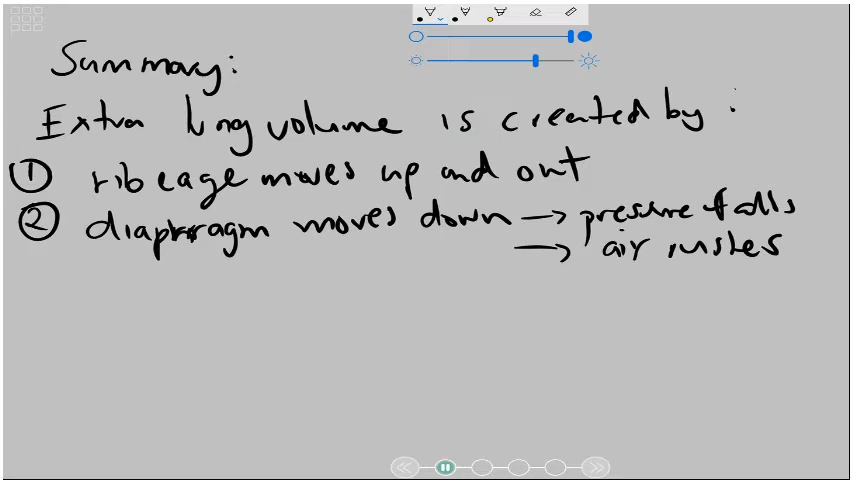 Summary:
Extra lung volume is created by:
① ribcage moves up and out
② diaphragm moves down → pressure falls
→ air rushes